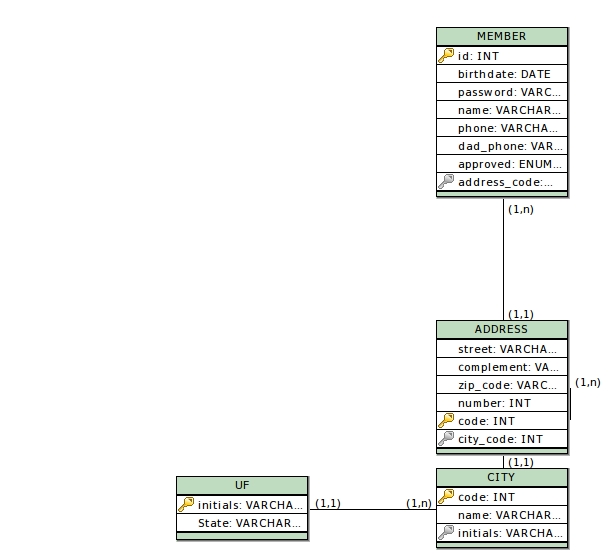 MEMBER
id: INT
birthdate: DATE
password: VARC...
name: VARCHAR...
phone: VARCHA...
dad_phone: VAR...
approved: ENUM...
address_code:...
(1,n)
(1,1)
ADDRESS
street: VARCHA...
complement: VA...
zip_code: VARC...
(1,n)
number: INT
code: INT
city_code: INT
(1,1)
CITY
code: INT
name: VARCHAR...
initials: VARCHA...
UF
initials: VARCHA...
State: VARCHAR...
(1,1)
(1,n)